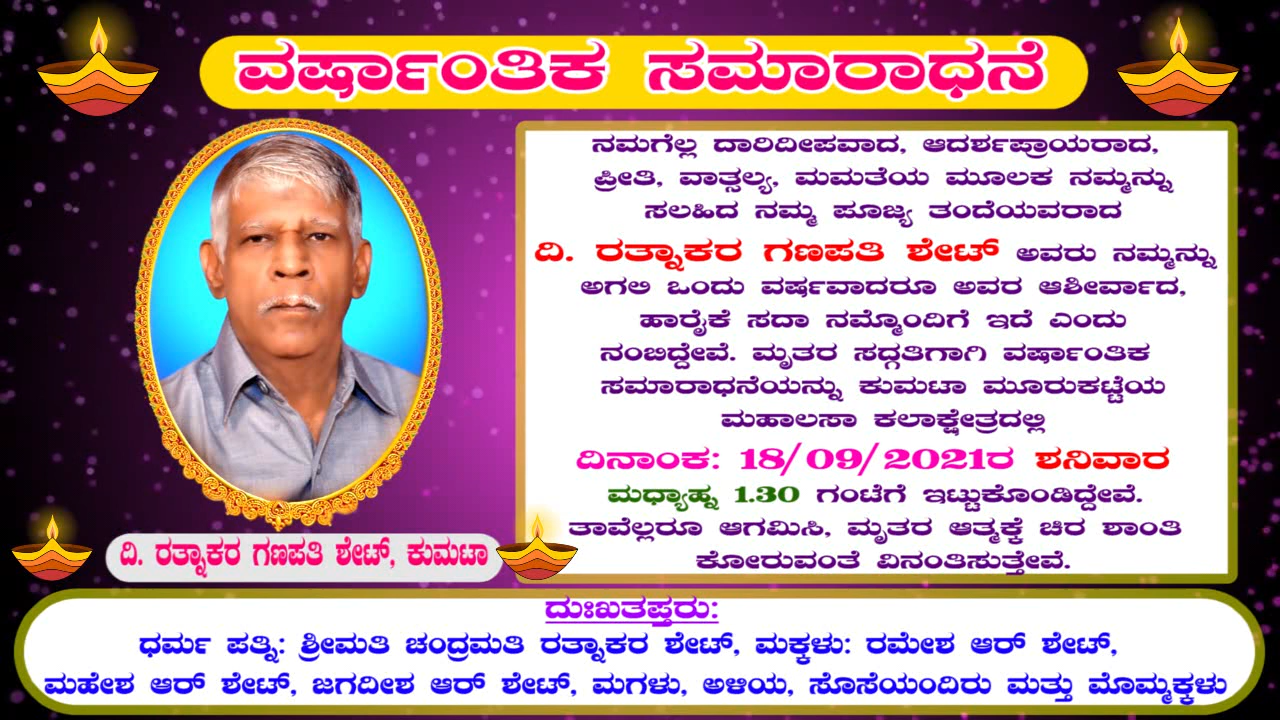 ವರ್ಷಾಂತಿಕ ಸಮಾರಾಧನೆ
ನಮಗೆಲ್ಲ ದಾರಿದೀಪವಾದ, ಆದರ್ಶಪ್ರಾಯರಾದ,
ಪ್ರೀತಿ, ವಾತ್ಸಲ್ಯ, ಮಮತೆಯ ಮೂಲಕ ನಮ್ಮನ್ನು
ಸಲಹಿದ ನಮ್ಮ ಪೂಜ್ಯ ತಂದೆಯವರಾದ
ದಿ. ರತ್ನಾಕರ ಗಣಪತಿ ಶೇಟ್ ಅವರು ನಮ್ಮನ್ನು
ಅಗಲಿ ಒಂದು ವರ್ಷವಾದರೂ ಅವರ ಆಶೀರ್ವಾದ,
ಹಾರೈಕೆ ಸದಾ ನಮ್ಮೊಂದಿಗೆ ಇದೆ ಎಂದು
ನಂಬಿದ್ದೇವೆ. ಮೃತರ ಸದ್ಗತಿಗಾಗಿ ವರ್ಷಾಂತಿಕ
ಸಮಾರಾಧನೆಯನ್ನು ಕುಮಟಾ ಮೂರುಕಟ್ಟೆಯ
ಮಹಾಲಸಾ ಕಲಾಕ್ಷೇತ್ರದಲ್ಲಿ
ದಿನಾಂಕ: 18/09/2021ರ ಶನಿವಾರ
ಮಧ್ಯಾಹ್ನ 1.30 ಗಂಟೆಗೆ ಇಟ್ಟುಕೊಂಡಿದ್ದೇವೆ.
ತಾವೆಲ್ಲರೂ ಆಗಮಿಸಿ, ಮೃತರ ಆತ್ಮಕ್ಕೆ ಚಿರ ಶಾಂತಿ
ಕೋರುವಂತೆ ವಿನಂತಿಸುತ್ತೇವೆ.
ದಿ. ರತ್ನಾಕರ ಗಣಪತಿ ಶೇಟ್, ಕುಮಟಾ
ದುಃಖತಪ್ತರು:
ಧರ್ಮ ಪತ್ನಿ: ಶ್ರೀಮತಿ ಚಂದ್ರಮತಿ ರತ್ನಾಕರ ಶೇಟ್, ಮಕ್ಕಳು: ರಮೇಶ ಆರ್ ಶೇಟ್,
ಮಹೇಶ ಆರ್ ಶೇಟ್, ಜಗದೀಶ ಆರ್ ಶೇಟ್, ಮಗಳು, ಅಳಿಯ, ಸೊಸೆಯಂದಿರು ಮತ್ತು ಮೊಮ್ಮಕ್ಕಳು